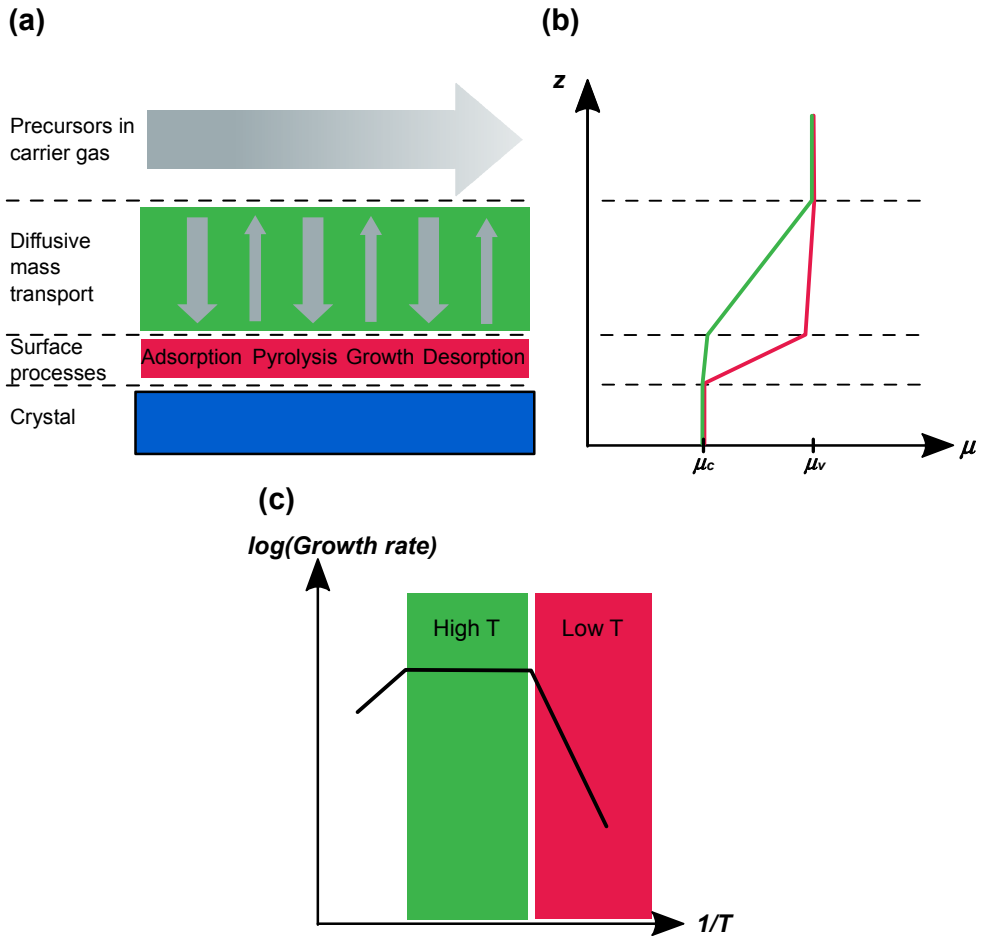 (a)
Precursors in
carrier gas
Diffusive
mass
transport
Surface
processes
Adsorption Pyrolysis Growth Desorption
Crystal
(b)
z
μc
μv
μ
(c)
log(Growth rate)
High T
Low T
1/T